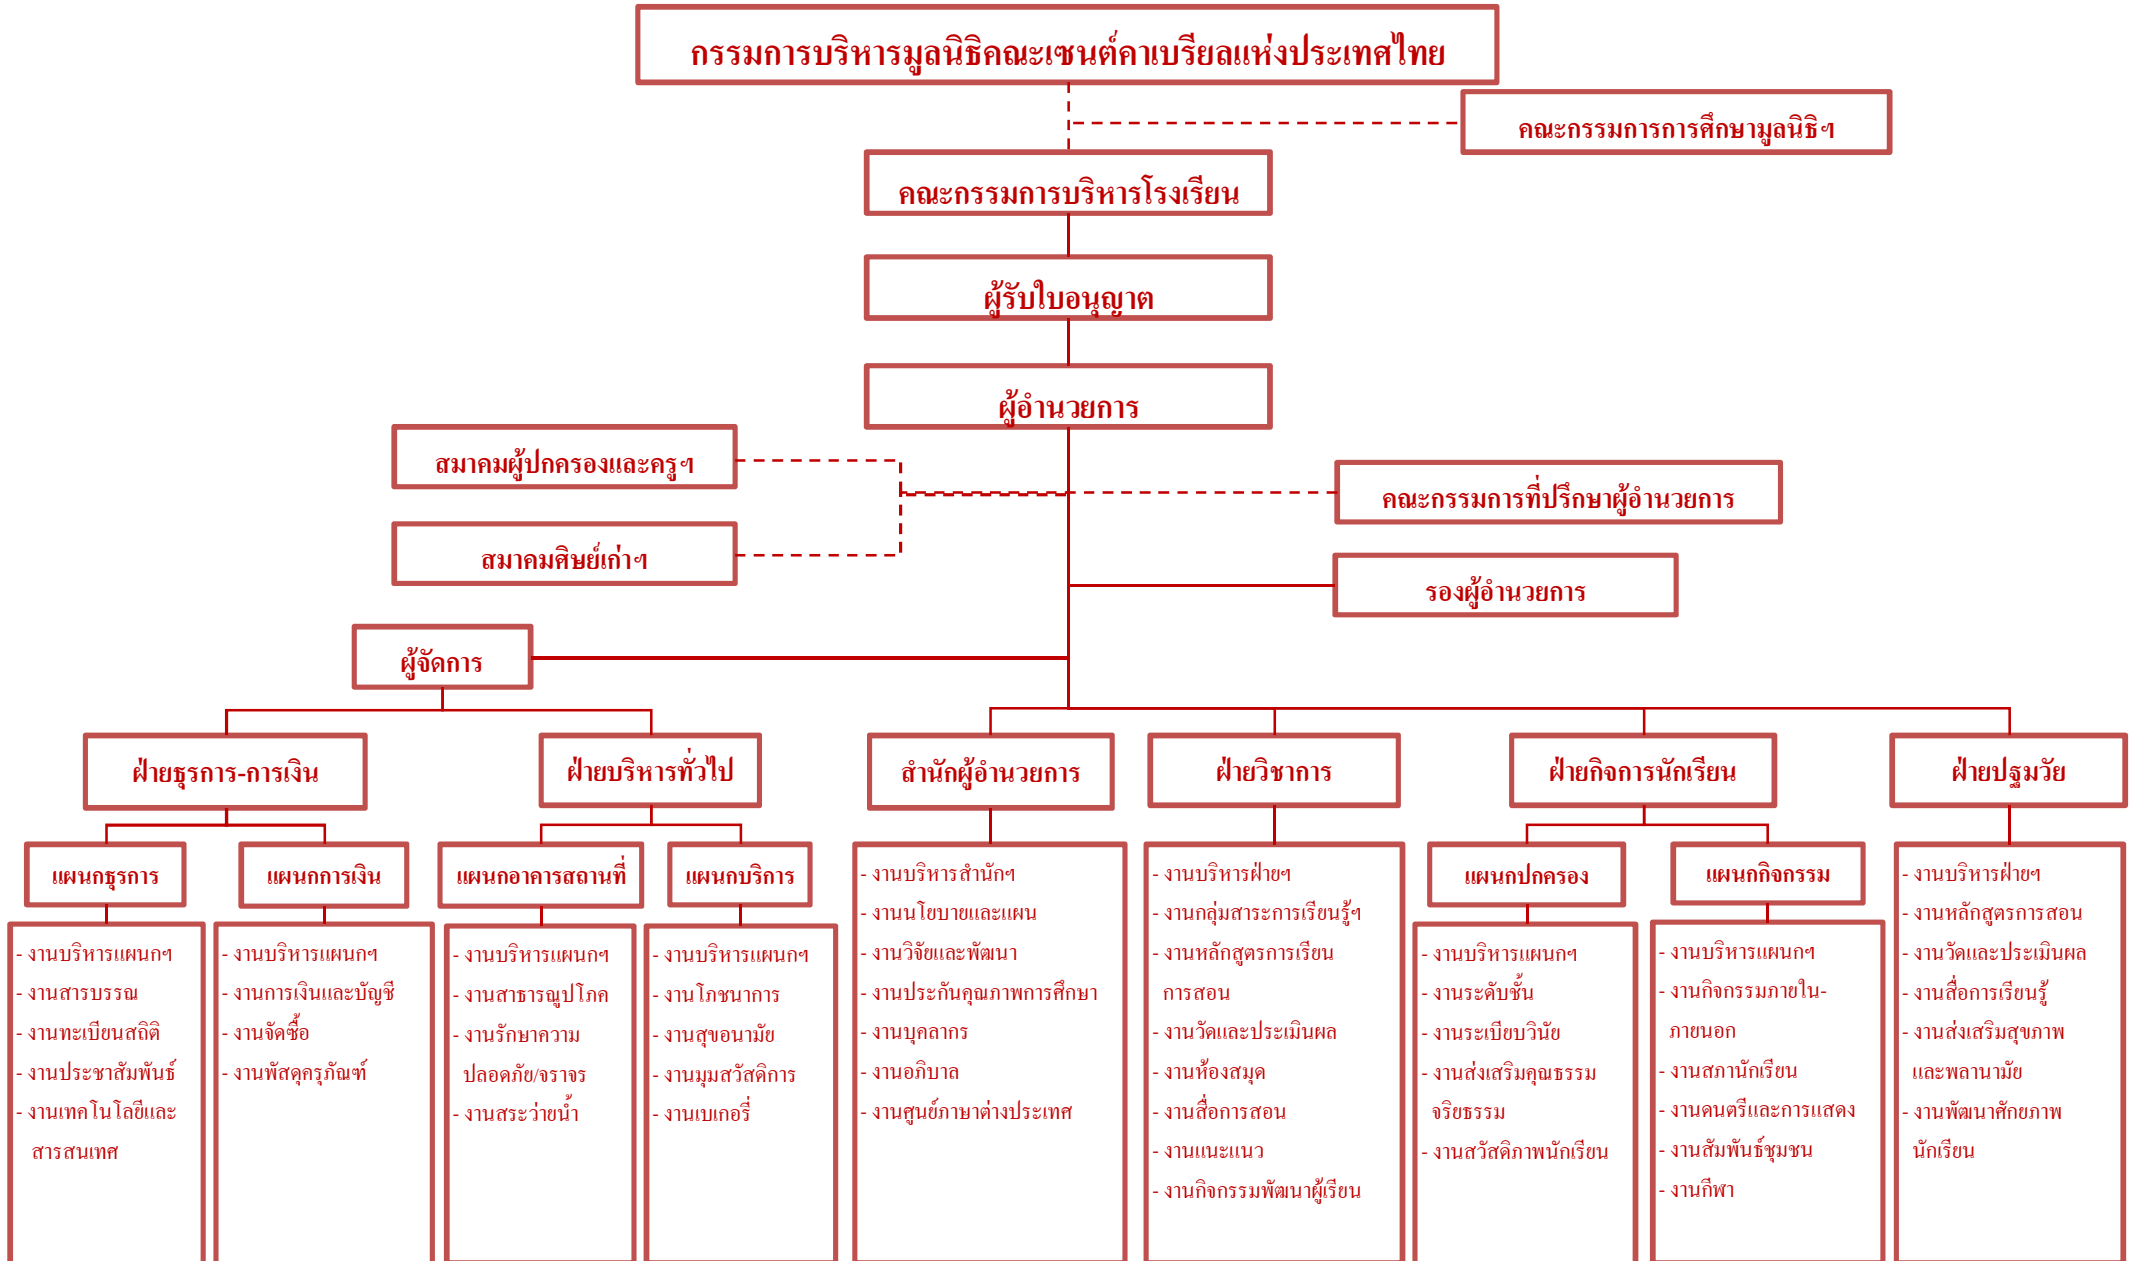 กรรมการบริหารมูลนิธิคณะเซนต์คาเบรียลแห่งประเทศไทย
คณะกรรมการการศึกษามูลนิธิฯ
คณะกรรมการบริหารโรงเรียน
ผู้รับใบอนุญาต
ผู้อำนวยการ
สมาคมผู้ปกครองและครูฯ
คณะกรรมการที่ปรึกษาผู้อำนวยการ
สมาคมศิษย์เก่าฯ
รองผู้อำนวยการ
ผู้จัดการ
ฝ่ายธุรการ-การเงิน
ฝ่ายบริหารทั่วไป
สำนักผู้อำนวยการ
ฝ่ายวิชาการ
ฝ่ายกิจการนักเรียน
ฝ่ายปฐมวัย
แผนกธุรการ
แผนกการเงิน
แผนกอาคารสถานที่
แผนกบริการ
แผนกปกครอง
แผนกกิจกรรม
- งานบริหารแผนกฯ
- งานสารบรรณ
- งานทะเบียนสถิติ
- งานประชาสัมพันธ์
- งานเทคโนโลยีและ
สารสนเทศ
- งานบริหารแผนกฯ
- งานการเงินและบัญชี
- งานจัดซื้อ
- งานพัสดุครุภัณฑ์
- งานบริหารแผนกฯ
- งานสาธารณูปโภค
- งานรักษาความ
ปลอดภัย/จราจร
- งานสระว่ายน้ำ
- งานบริหารแผนกฯ
- งานโภชนาการ
- งานสุขอนามัย
- งานมุมสวัสดิการ
- งานเบเกอรี่
- งานบริหารสำนักฯ
- งานนโยบายและแผน
- งานวิจัยและพัฒนา
- งานประกันคุณภาพการศึกษา
- งานบุคลากร
- งานอภิบาล
- งานศูนย์ภาษาต่างประเทศ
- งานบริหารฝ่ายฯ
- งานกลุ่มสาระการเรียนรู้ฯ
- งานหลักสูตรการเรียน
การสอน
- งานวัดและประเมินผล
- งานห้องสมุด
- งานสื่อการสอน
- งานแนะแนว
- งานกิจกรรมพัฒนาผู้เรียน
- งานบริหารแผนกฯ
- งานระดับชั้น
- งานระเบียบวินัย
- งานส่งเสริมคุณธรรม
จริยธรรม
- งานสวัสดิภาพนักเรียน
- งานบริหารแผนกฯ
- งานกิจกรรมภายใน-
ภายนอก
- งานสภานักเรียน
- งานดนตรีและการแสดง
- งานสัมพันธ์ชุมชน
- งานกีฬา
- งานบริหารฝ่ายฯ
- งานหลักสูตรการสอน
- งานวัดและประเมินผล
- งานสื่อการเรียนรู้
- งานส่งเสริมสุขภาพ
และพลานามัย
- งานพัฒนาศักยภาพ
นักเรียน